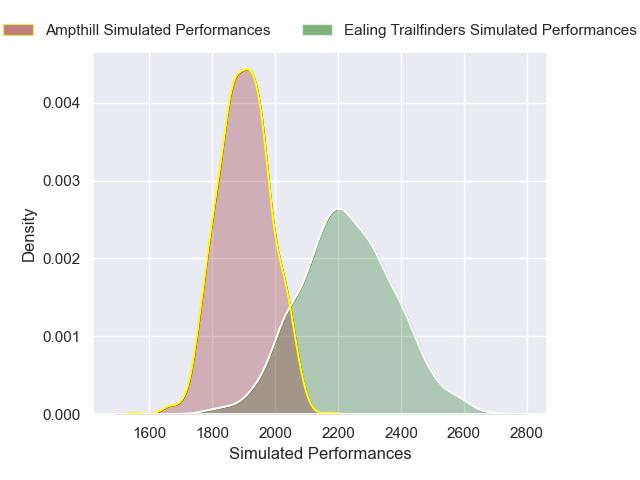 Ampthill Simulated Performances
Ealing Trailfinders Simulated Performances
0.004
0.003
0.002
0.001
0.000
Density
1600 1800 2000 2200 2400 2600 2800
Simulated Performances